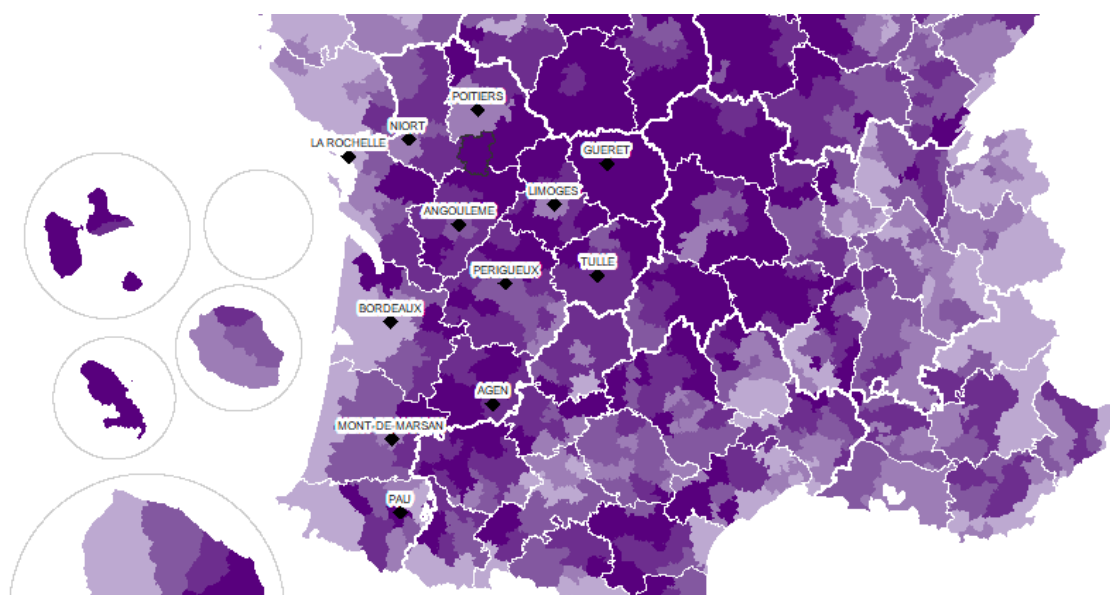 POITIERS
NIORT
LA ROCHELLE
GUERET
LIMOGES
ANGOULEME
TULLE
PERIGUEUX
BORDEAUX
AGEN
MONT-DE-MARSAN
PAU